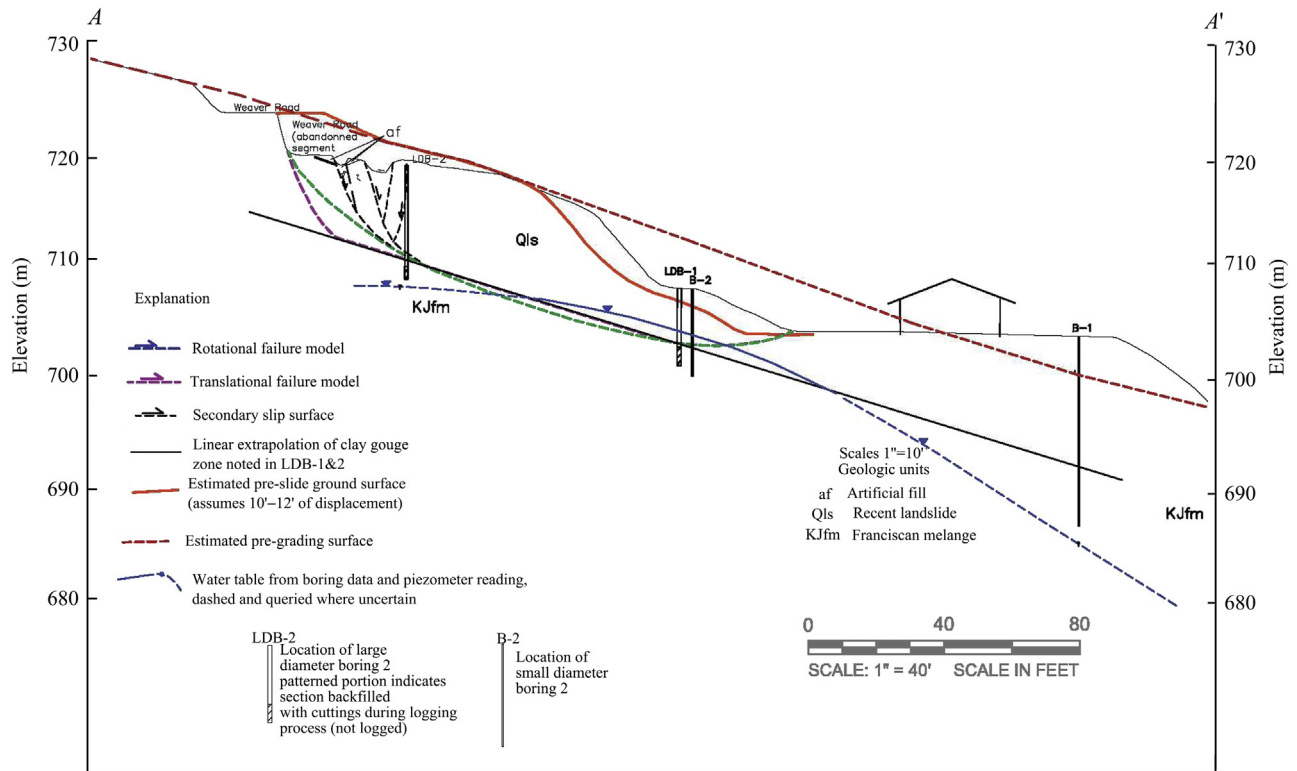 A
A'
730
730
Weaver Road
Weaver Road
(abandonned
segment
af
LDB-2
720
720
Qls
710
710
LDB-1
B-2
KJfm
B-1
Elevation (m)
Elevation (m)
Explanation
Rotational failure model
Translational failure model
Secondary slip surface
Linear extrapolation of clay gouge
zone noted in LDB-1&2
Estimated pre-slide ground surface
(assumes 10'–12' of displacement)
Estimated pre-grading surface
Water table from boring data and piezometer reading,
dashed and queried where uncertain
700
700
690
690
680
680
Scales 1"=10'
Geologic units
af Artificial fill
Qls Recent landslide
KJfm Franciscan melange
KJfm
LDB-2
Location of large
diameter boring 2
patterned portion indicates
section backfilled
with cuttings during logging
process (not logged)
B-2
Location of
small diameter
boring 2
0 40 80
SCALE: 1" = 40' SCALE IN FEET